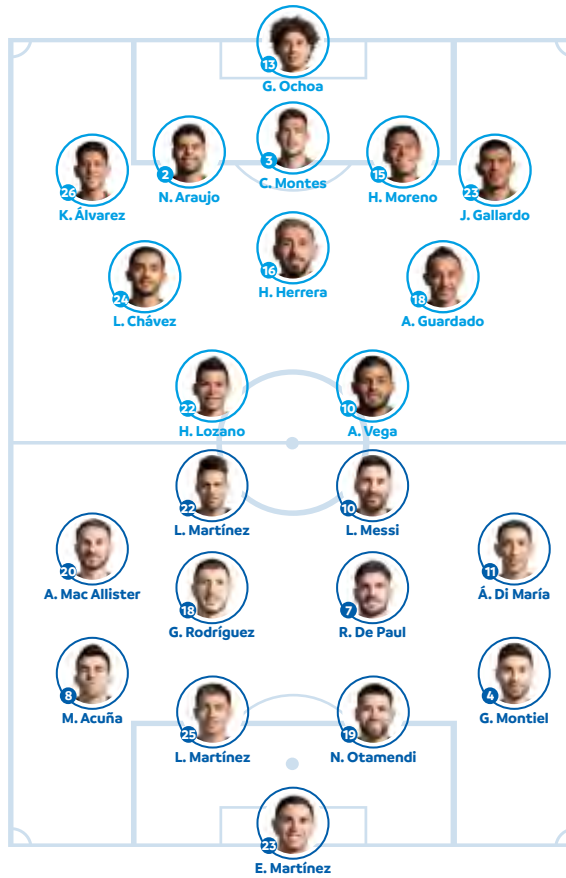 13
G. Ochoa
3
C. Montes
2
N. Araujo
15
H. Moreno
26
K. Álvarez
23
J. Gallardo
16
H. Herrera
24
L. Chávez
18
A. Guardado
22
H. Lozano
10
A. Vega
22
L. Martínez
10
L. Messi
20
A. Mac Allister
11
Á. Di María
18
G. Rodríguez
7
R. De Paul
8
M. Acuña
4
G. Montiel
25
L. Martínez
19
N. Otamendi
23
E. Martínez